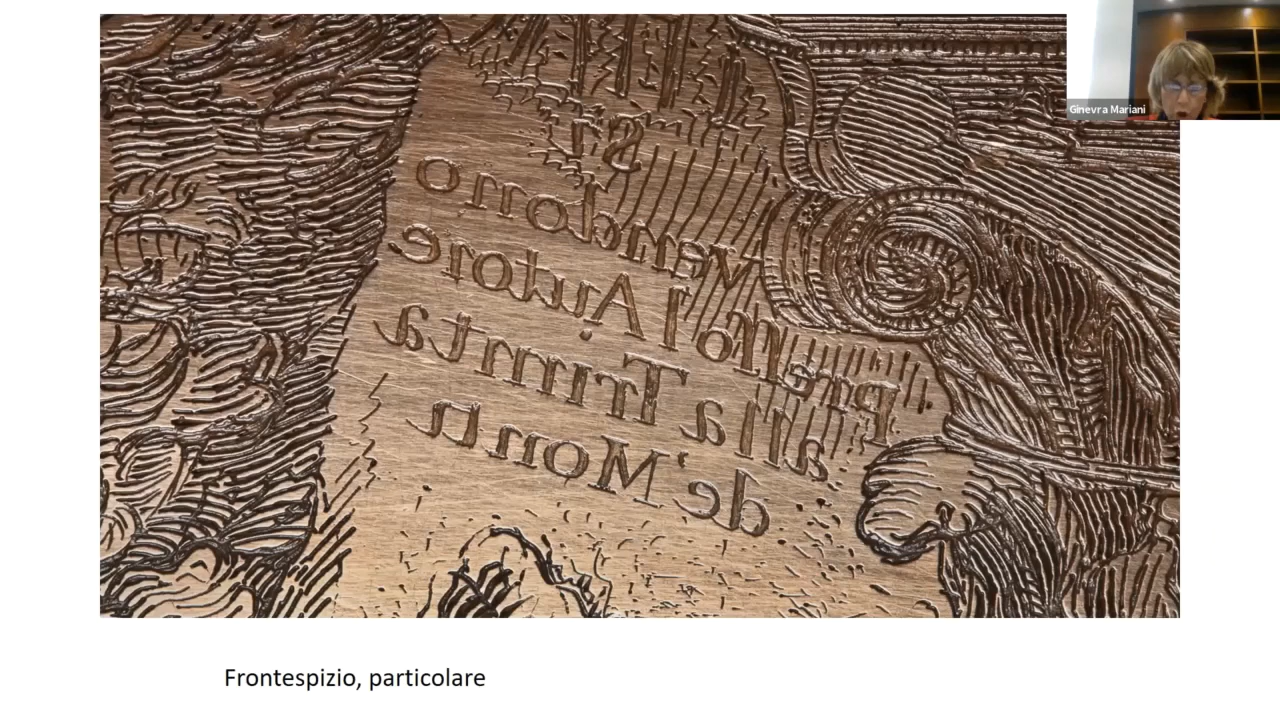 Ginevra Mariani
Si
Vendono
Presso l'Autore
alla Trinita
de'Monti
Frontespizio, particolare